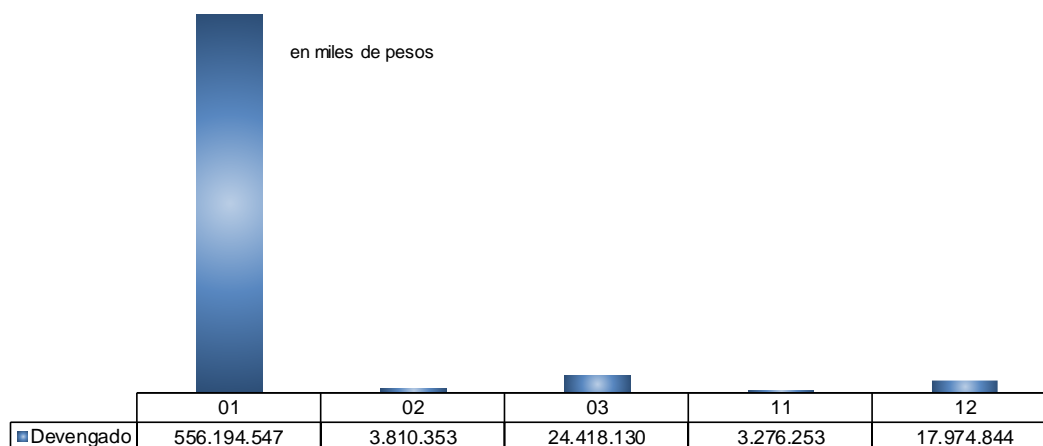 en miles de pesos
01 02 03 11 12
Devengado 556.194.547 3.810.353 24.418.130 3.276.253 17.974.844